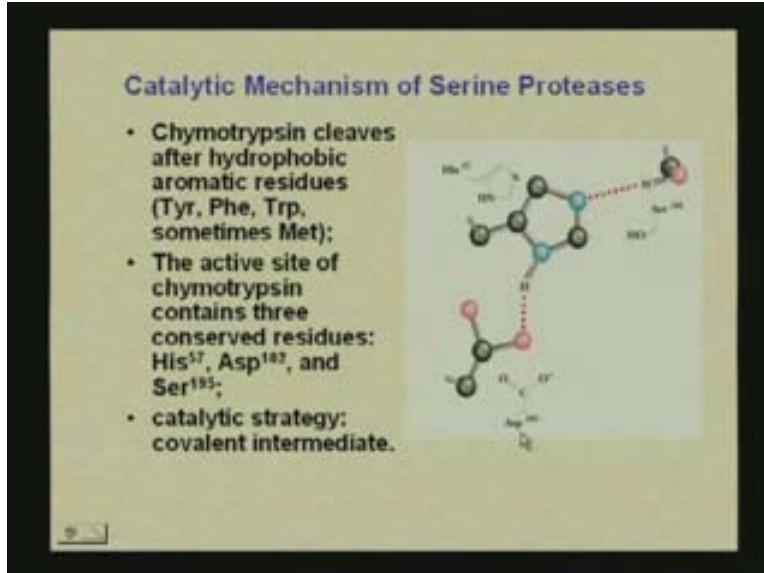 Catalytic Mechanism of Serine Proteases
• Chymotrypsin cleaves
after hydrophobic
aromatic residues
(Tyr, Phe, Trp,
sometimes Met);
• The active site of
chymotrypsin
contains three
conserved residues:
His⁵⁷, Asp¹⁰², and
Ser¹⁹⁵;
• catalytic strategy:
covalent intermediate.
H